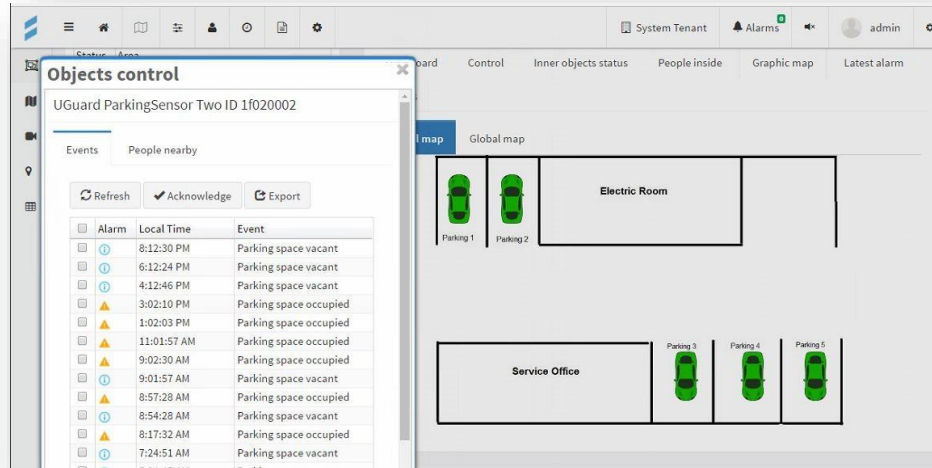 System Tenant
Alarms
0
admin
Status Area
Objects control
Control
Inner objects status
People inside
Graphic map
Latest alarm
UGuard ParkingSensor Two ID 1f020002
Events
People nearby
Global map
Refresh
Acknowledge
Export
Alarm Local Time Event
8:12:30 PM Parking space vacant
6:12:24 PM Parking space vacant
4:12:46 PM Parking space vacant
3:02:10 PM Parking space occupied
1:02:03 PM Parking space occupied
11:01:57 AM Parking space occupied
9:02:30 AM Parking space occupied
9:01:57 AM Parking space vacant
8:57:28 AM Parking space occupied
8:54:28 AM Parking space vacant
8:17:32 AM Parking space occupied
7:24:51 AM Parking space vacant
Electric Room
Parking 1
Parking 2
Service Office
Parking 3
Parking 4
Parking 5